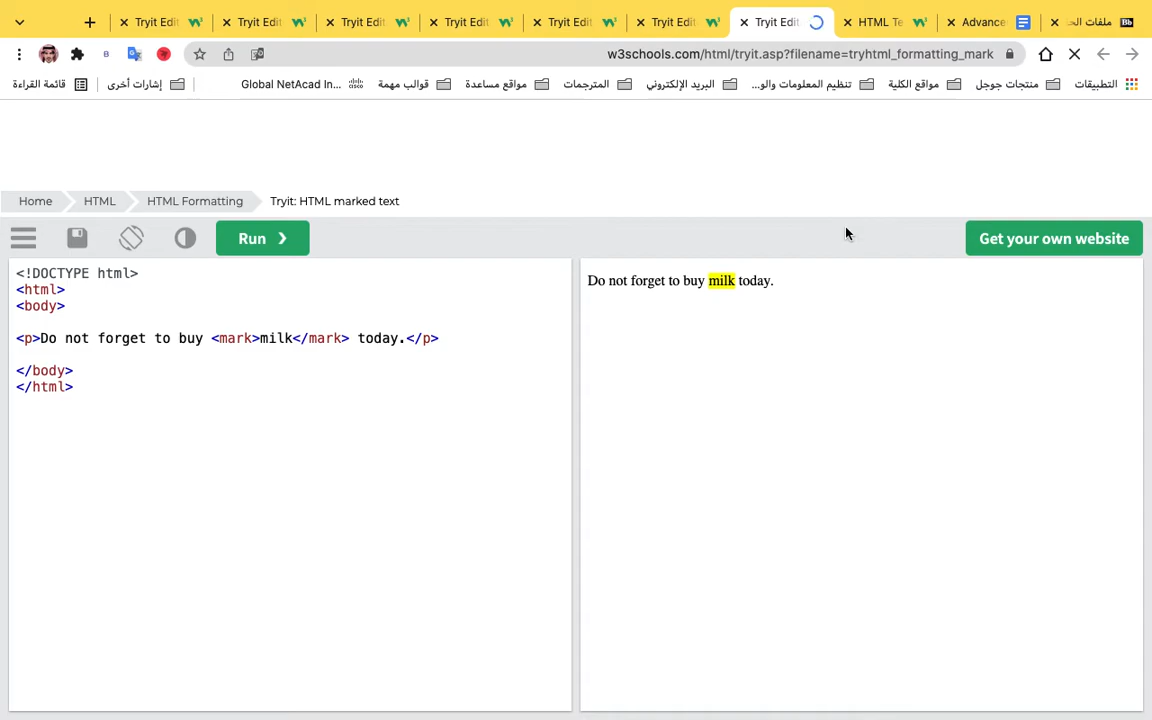 Tryit Edit
Tryit Edit
Tryit Edit
Tryit Edit
Tryit Edit
Tryit Edit
Tryit Edit
HTML Te
Advance
ملفات الحا
w3schools.com/html/tryit.asp?filename=tryhtml_formatting_mark
التطبيقات
منتجات جوجل
مواقع الكلية
تنظيم المعلومات والو...
البريد الإلكتروني
المترجمات
مواقع مساعدة
قوالب مهمة
Global NetAcad In...
إشارات أخرى
قائمة القراءة
Home
HTML
HTML Formatting
Tryit: HTML marked text
Run ❯
Get your own website
<!DOCTYPE html>
<html>
<body>
<p>Do not forget to buy <mark>milk</mark> today.</p>
</body>
</html>
Do not forget to buy milk today.